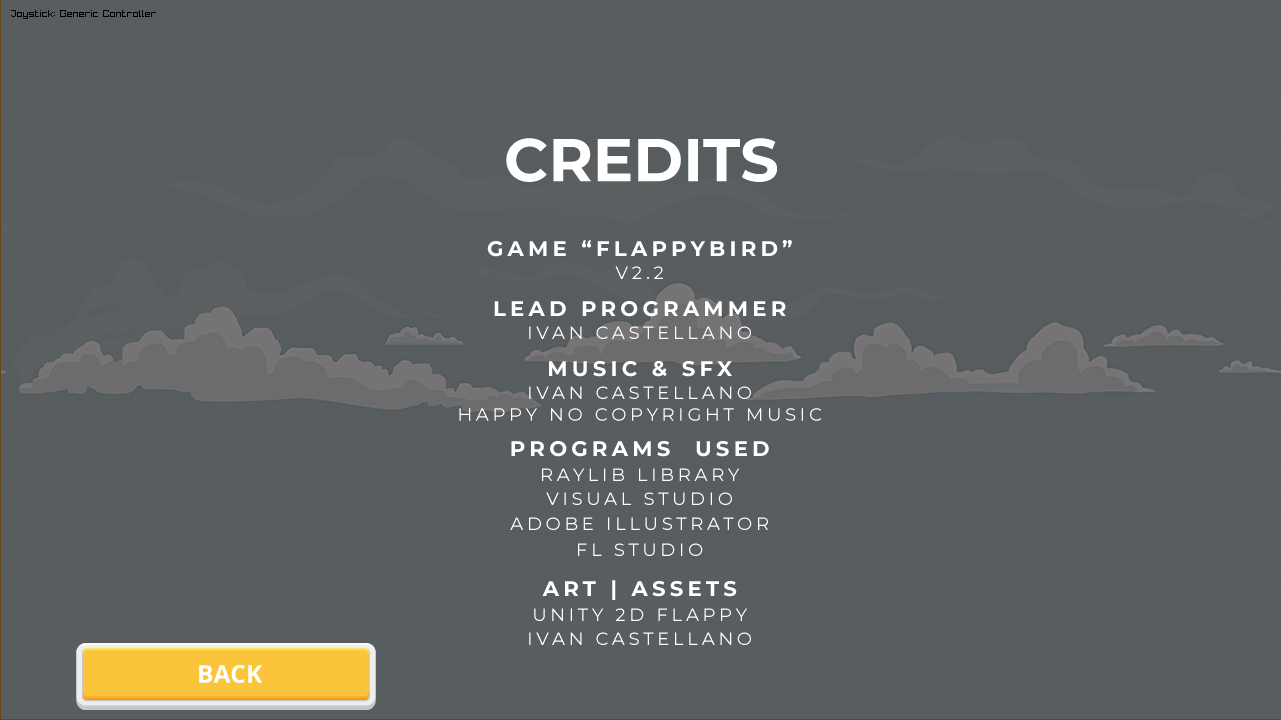 Joystick: Generic Controller
CREDITS
GAME “FLAPPYBIRD”
V2.2
LEAD PROGRAMMER
IVAN CASTELLANO
MUSIC & SFX
IVAN CASTELLANO
HAPPY NO COPYRIGHT MUSIC
PROGRAMS USED
RAYLIB LIBRARY
VISUAL STUDIO
ADOBE ILLUSTRATOR
FL STUDIO
ART | ASSETS
UNITY 2D FLAPPY
IVAN CASTELLANO
BACK